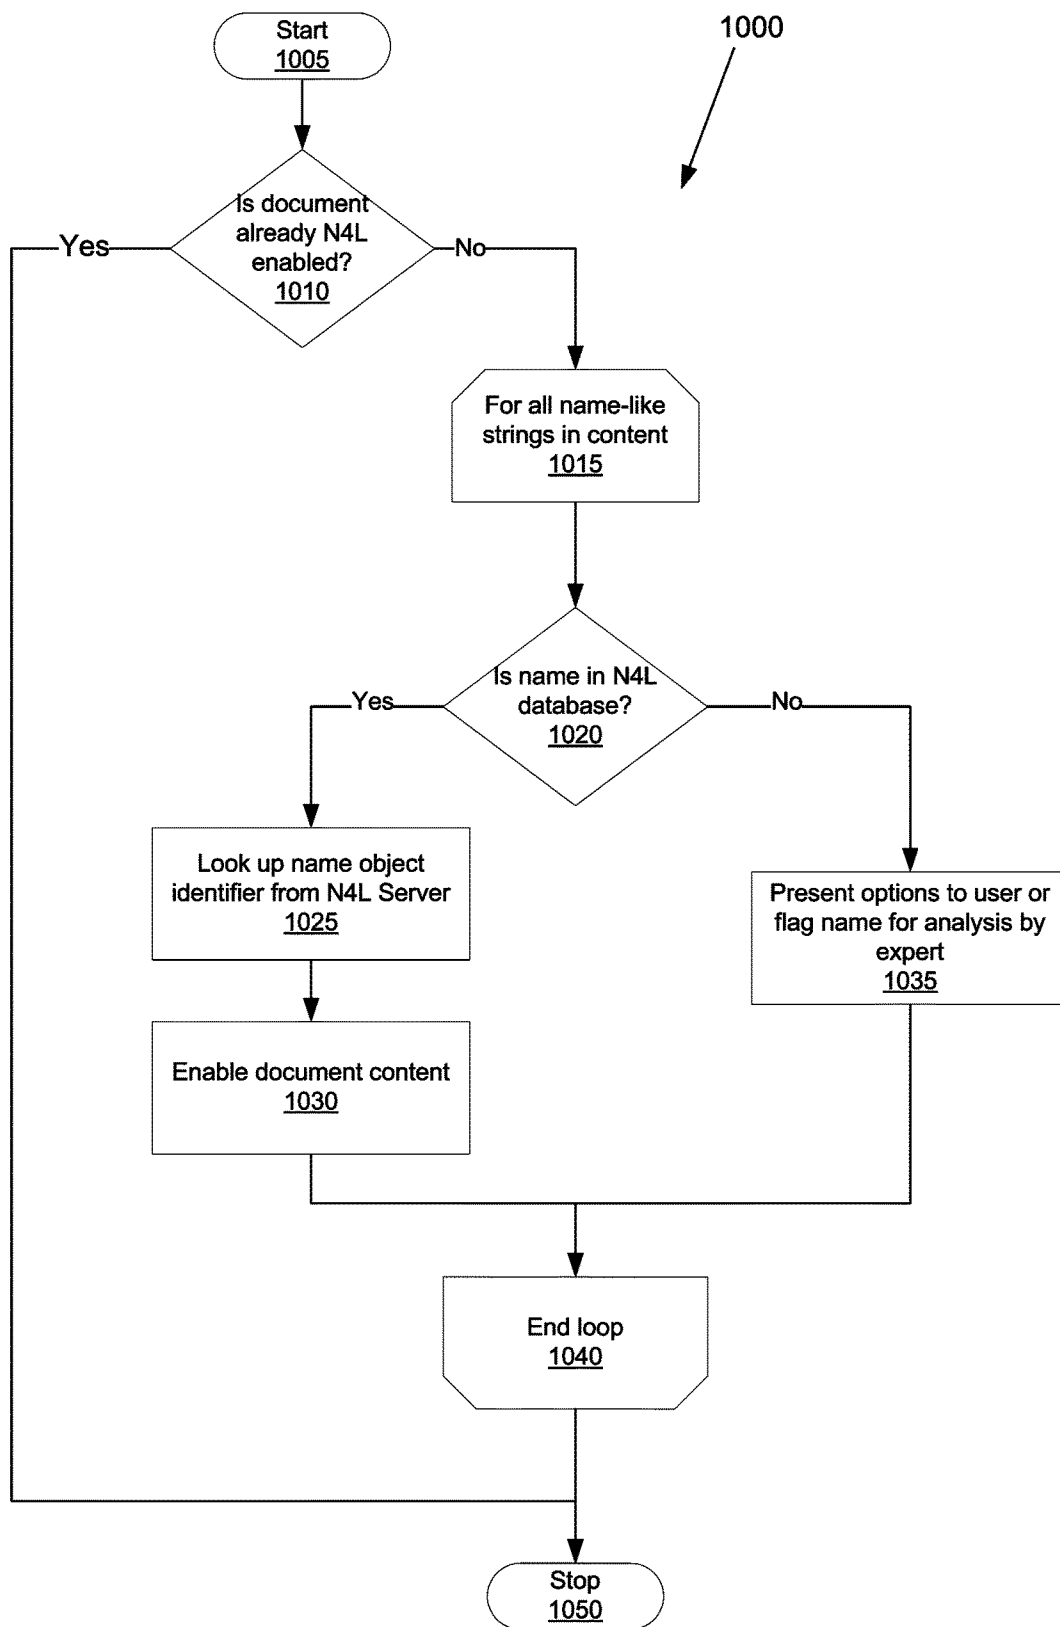 Start
1005
1000
Is document
already N4L
enabled?
1010
Yes
No
For all name-like
strings in content
1015
Is name in N4L
database?
1020
Yes
No
Look up name object
identifier from N4L Server
1025
Present options to user or
flag name for analysis by
expert
1035
Enable document content
1030
End loop
1040
Stop
1050